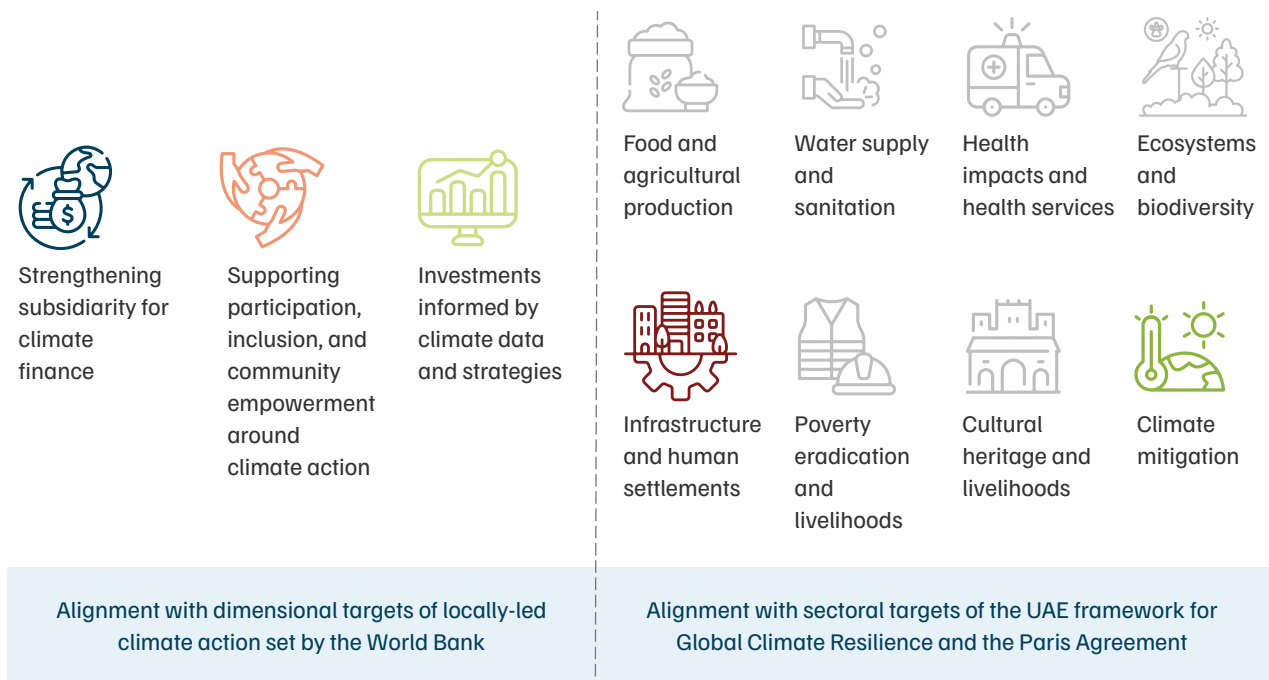 Strengthening
subsidiarity for
climate
finance
Supporting
participation,
inclusion, and
community
empowerment
around
climate action
Investments
informed by
climate data
and strategies
Food and
agricultural
production
Water supply
and
sanitation
Health
impacts and
health services
Ecosystems
and
biodiversity
Infrastructure
and human
settlements
Poverty
eradication
and
livelihoods
Cultural
heritage and
livelihoods
Climate
mitigation
Alignment with dimensional targets of locally-led
climate action set by the World Bank
Alignment with sectoral targets of the UAE framework for
Global Climate Resilience and the Paris Agreement